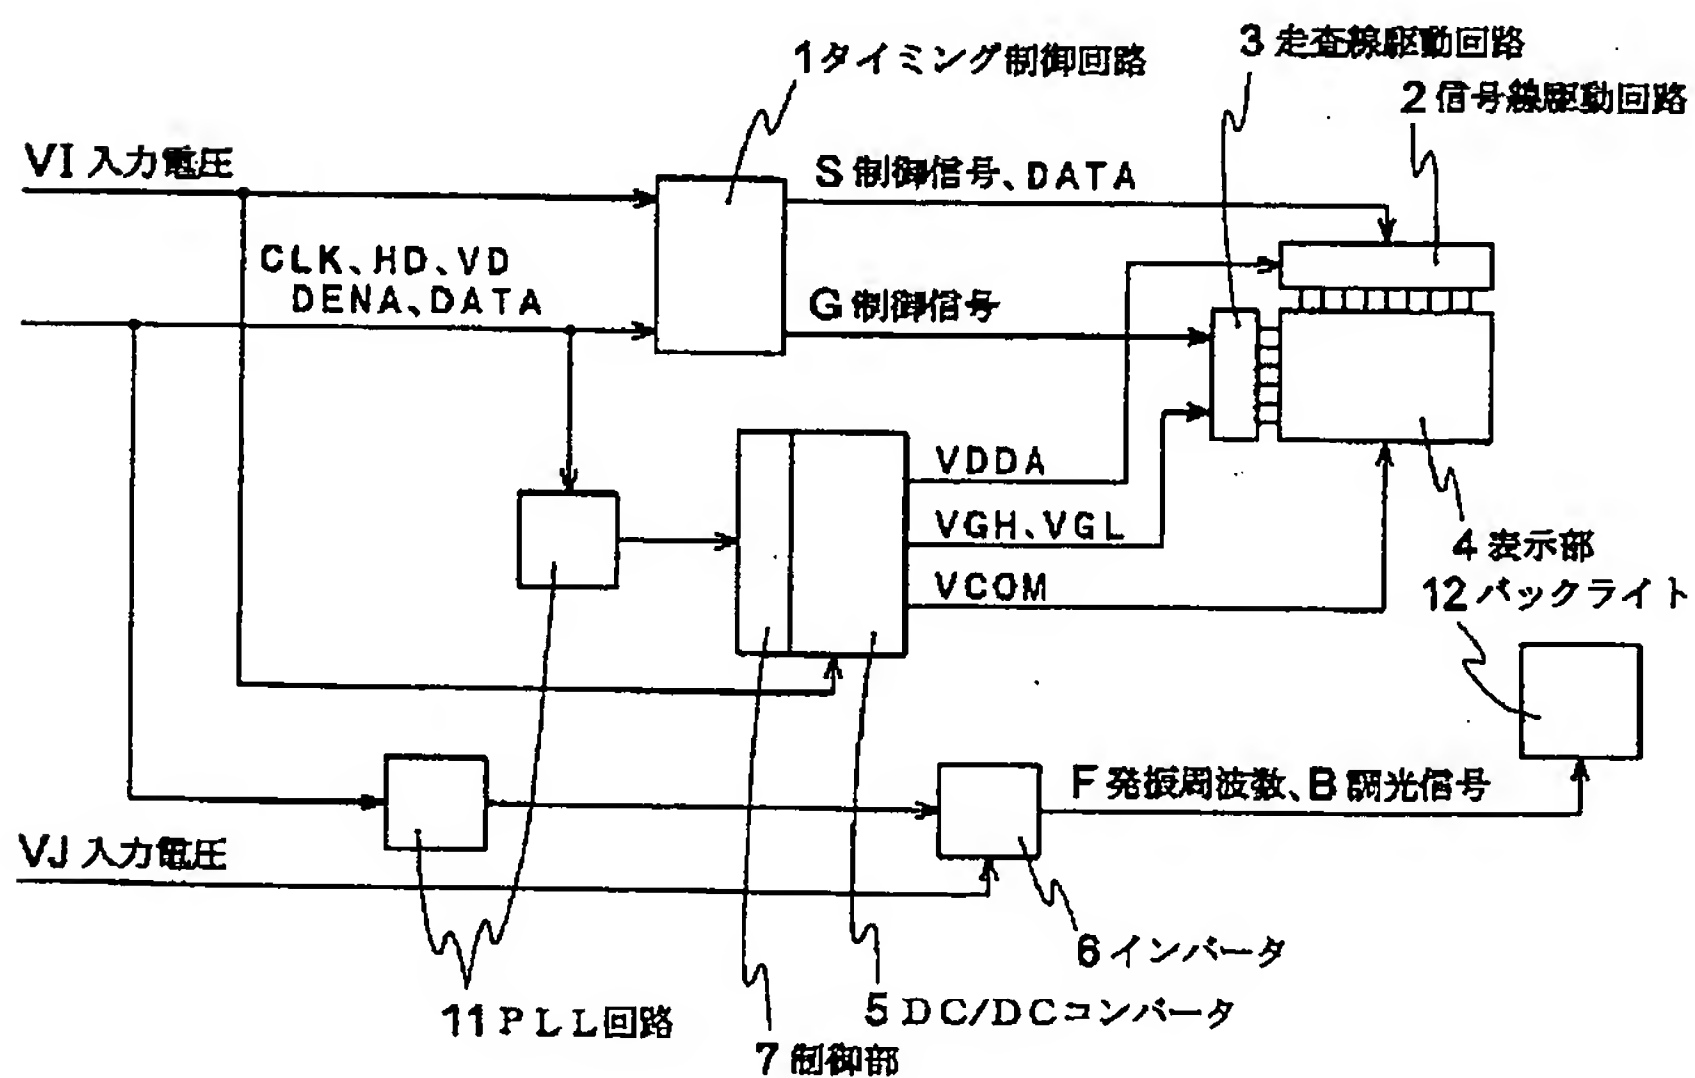 3 走査線駆動回路
1 タイミング制御回路
2 信号線駆動回路
VI 入力電圧
S 制御信号、DATA
CLK、HD、VD
DENA、DATA
G 制御信号
VDDA
VGH、VGL
VCOM
4 表示部
12 バックライト
F 発振周波数、B 調光信号
VJ 入力電圧
6 インバータ
5 DC/DCコンバータ
11 PLL回路
7 制御部